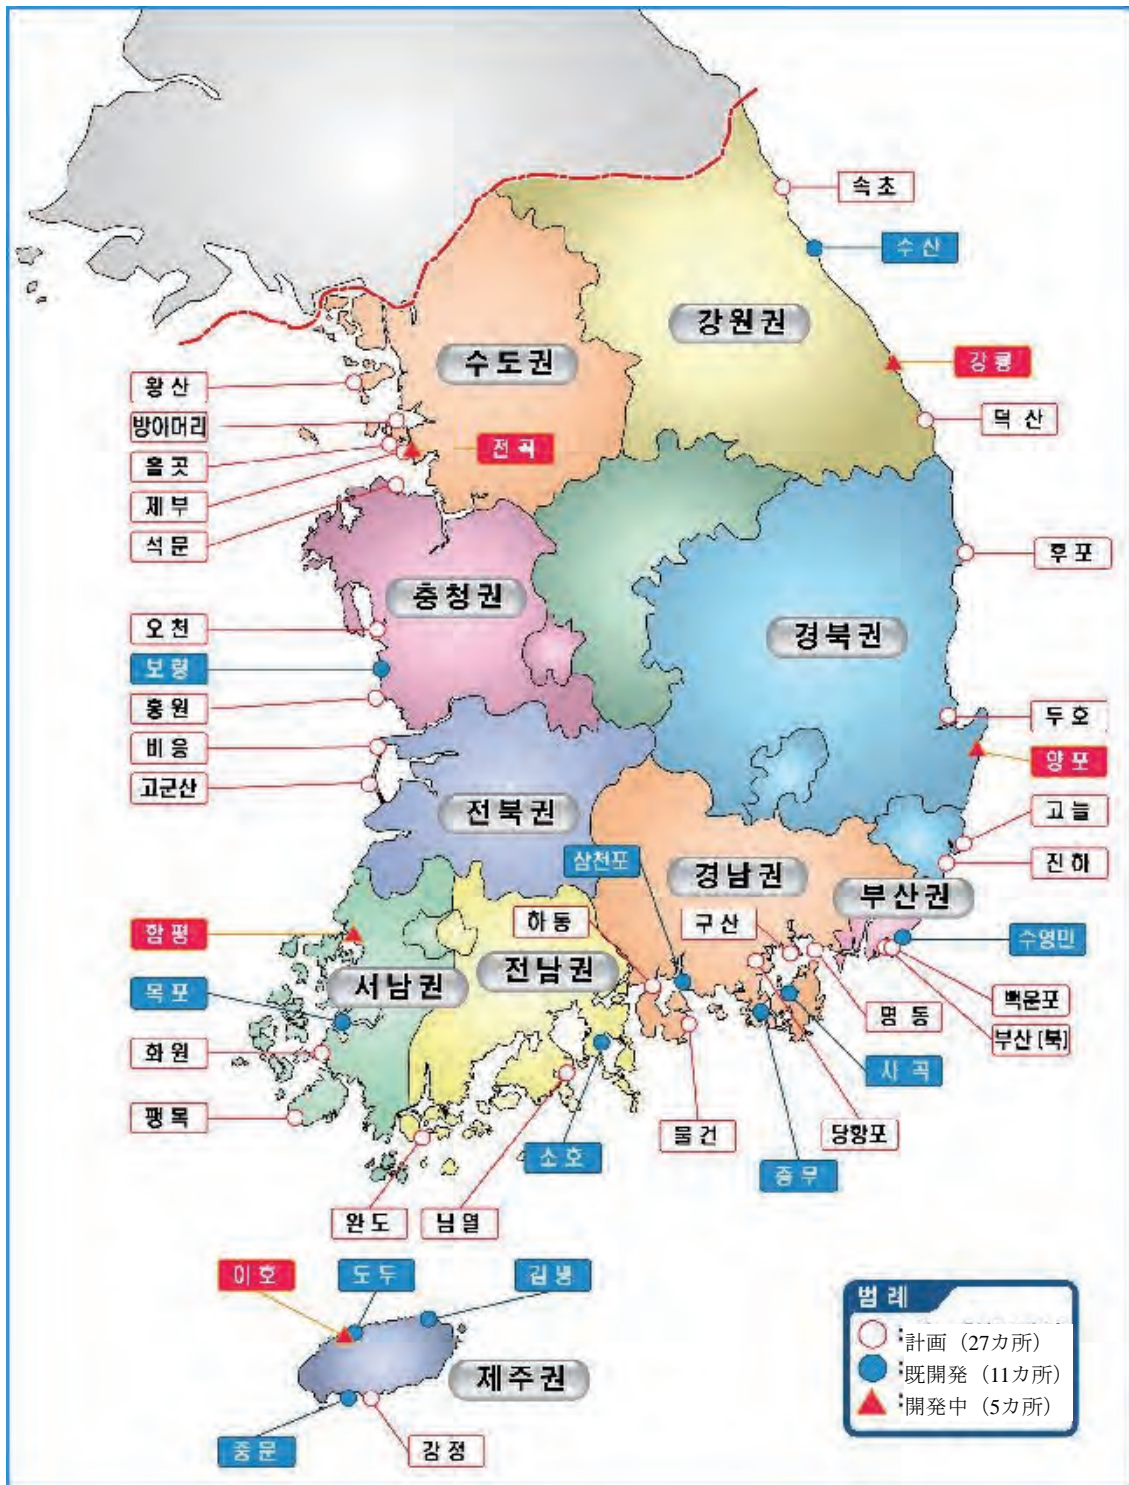 속초
수산
강원권
수도권
강릉
왕산
덕산
방아머리
전곡
흘곳
제부
석문
후포
충청권
오천
경북권
보령
홍원
두호
비응
양포
고군산
전북권
고늘
삼천포
경남권
진하
부산권
하동
구산
함평
수영만
전남권
서남권
목포
백운포
명동
부산(북)
화원
사곡
팽목
물건
당항포
소호
충무
완도
남열
이호
도두
김녕
범례
: 計画（27カ所）
: 既開発（11カ所）
: 開発中（5カ所）
제주권
중문
강정